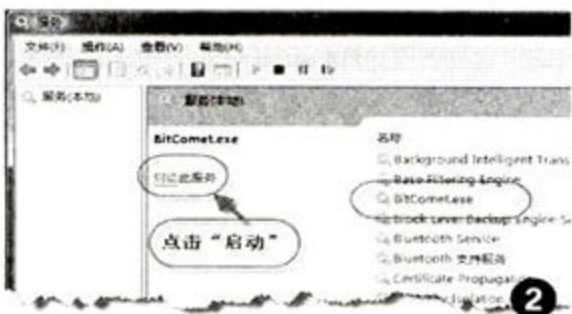 服务
文件(F) 操作(A) 查看(V) 帮助(H)
服务(本地)
服务(本地)
BitComet.exe
启动此服务
点击“启动”
名称
Background Intelligent Trans
Base Filtering Engine
BitComet.exe
Block Level Backup Engine S
Bluetooth Service
Bluetooth 支持服务
Certificate Propagat
Isolation
2